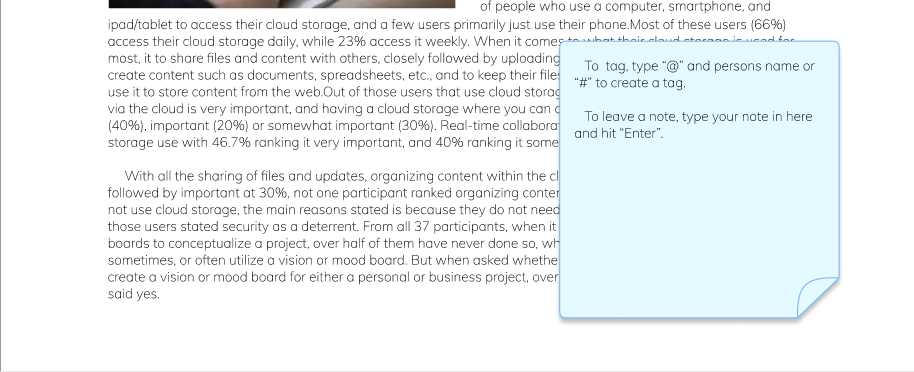 of people who use a computer, smartphone, and
ipad/tablet to access their cloud storage, and a few users primarily just use their phone.Most of these users (66%)
access their cloud storage daily, while 23% access it weekly. When it comes to what their cloud storage is used for
most, it to share files and content with others, closely followed by uploading
create content such as documents, spreadsheets, etc., and to keep their files
use it to store content from the web.Out of those users that use cloud storag
via the cloud is very important, and having a cloud storage where you can
(40%), important (20%) or somewhat important (30%). Real-time collaborat
storage use with 46.7% ranking it very important, and 40% ranking it some
With all the sharing of files and updates, organizing content within the cl
followed by important at 30%, not one participant ranked organizing conten
not use cloud storage, the main reasons stated is because they do not need
those users stated security as a deterrent. From all 37 participants, when it
boards to conceptualize a project, over half of them have never done so, wh
sometimes, or often utilize a vision or mood board. But when asked whethe
create a vision or mood board for either a personal or business project, over
said yes.
To tag, type “@” and persons name or
“#” to create a tag.
To leave a note, type your note in here
and hit “Enter”.